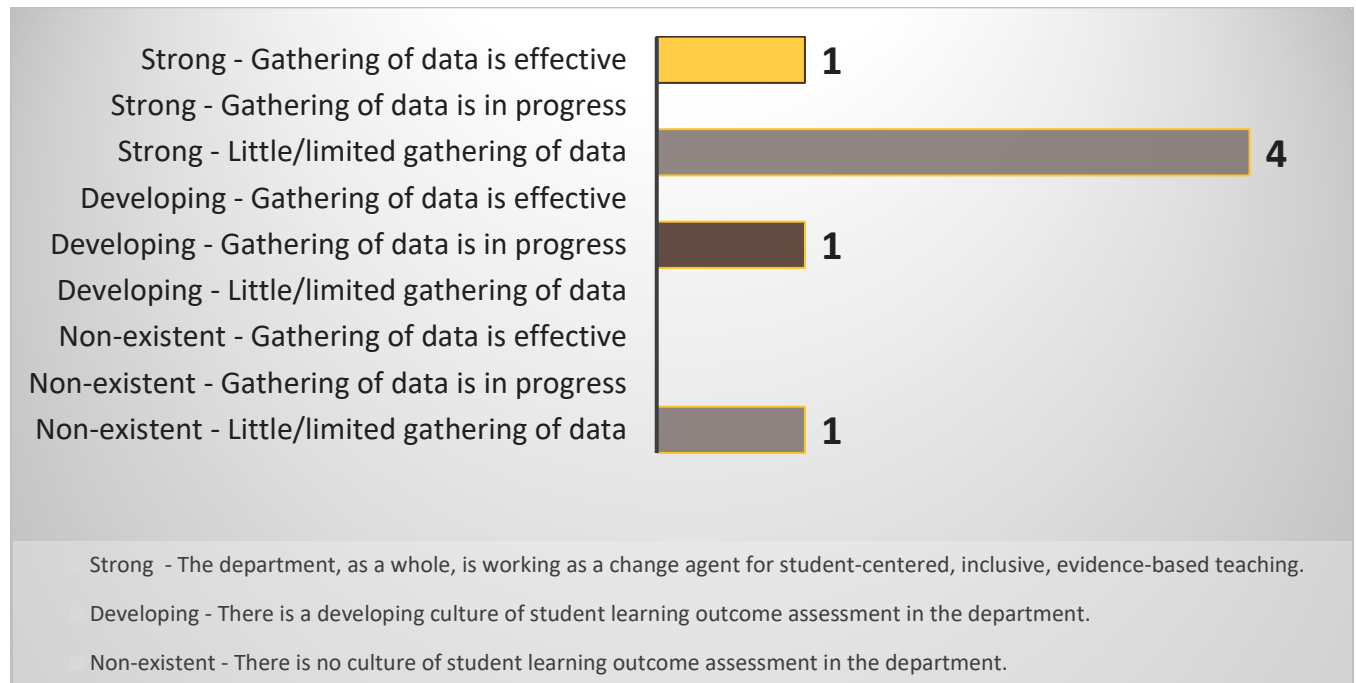 Strong - Gathering of data is effective
1
Strong - Gathering of data is in progress
Strong - Little/limited gathering of data
4
Developing - Gathering of data is effective
Developing - Gathering of data is in progress
1
Developing - Little/limited gathering of data
Non-existent - Gathering of data is effective
Non-existent - Gathering of data is in progress
Non-existent - Little/limited gathering of data
1
Strong - The department, as a whole, is working as a change agent for student-centered, inclusive, evidence-based teaching.
Developing - There is a developing culture of student learning outcome assessment in the department.
Non-existent - There is no culture of student learning outcome assessment in the department.